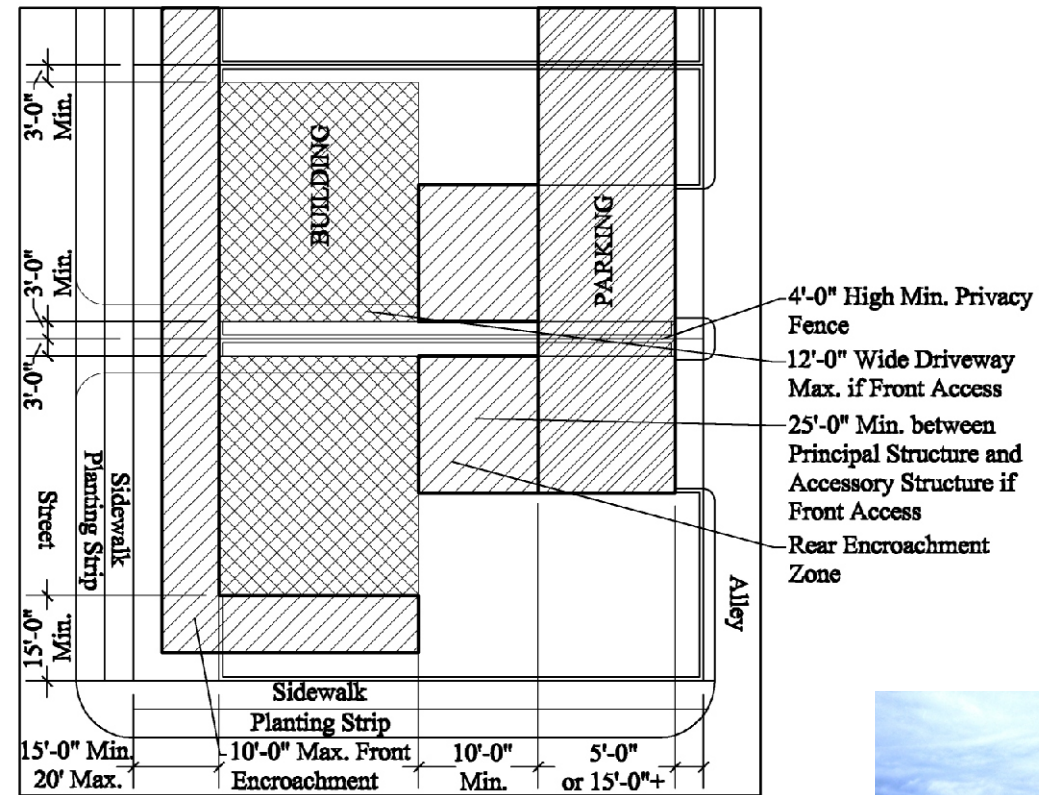 3'-0"
Min.
BUILDING
PARKING
3'-0"
Min.
3'-0"
4'-0" High Min. Privacy
Fence
12'-0" Wide Driveway
Max. if Front Access
25'-0" Min. between
Principal Structure and
Accessory Structure if
Front Access
Rear Encroachment
Zone
Street
Planting Strip
Sidewalk
Alley
15'-0"
Min.
Sidewalk
Planting Strip
15'-0" Min.
20' Max.
10'-0" Max. Front
Encroachment
10'-0"
Min.
5'-0"
or 15'-0"+